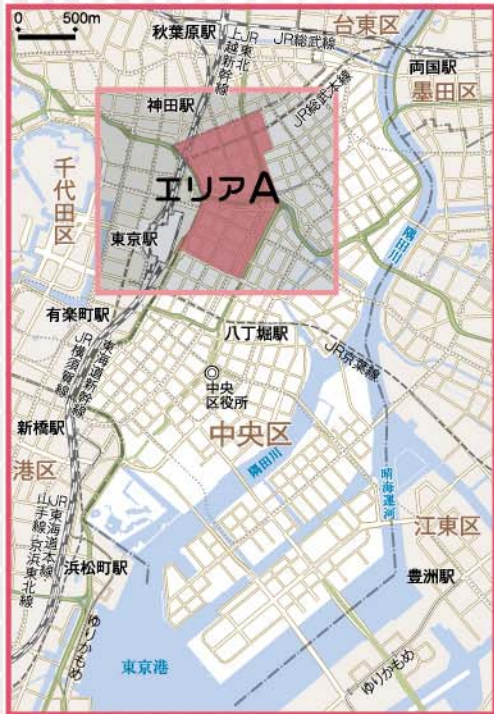 0 500m
秋葉原駅
台東区
JR総武線
上越新幹線
JR東北
両国駅
墨田区
神田駅
JR総武本線
エリアA
千代田区
東京駅
隅田川
有楽町駅
八丁堀駅
JR京葉線
東海道新幹線
JR横須賀線
◎
中央
区役所
中央区
新橋駅
港区
隅田川
晴海運河
江東区
JR東海道本線・
山手線・京浜東北線
浜松町駅
豊洲駅
ゆりかもめ
東京港
ゆりかもめ